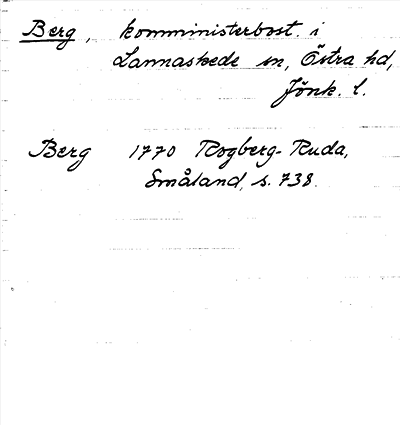 Berg, komministerbost. i
Lannaskede sn, Östra hd,
Jönk. l.
Berg 1770 Rogberg-Ruda,
Småland, s. 738.